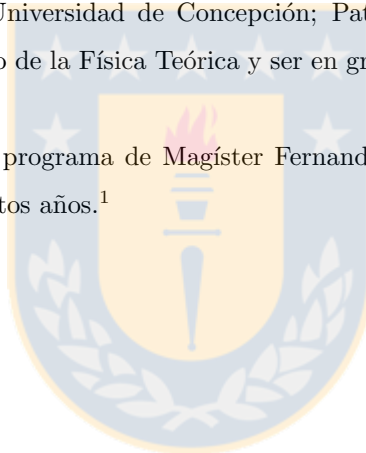 Universidad de Concepción; Pat
o de la Física Teórica y ser en gr
programa de Magíster Fernand
tos años.¹